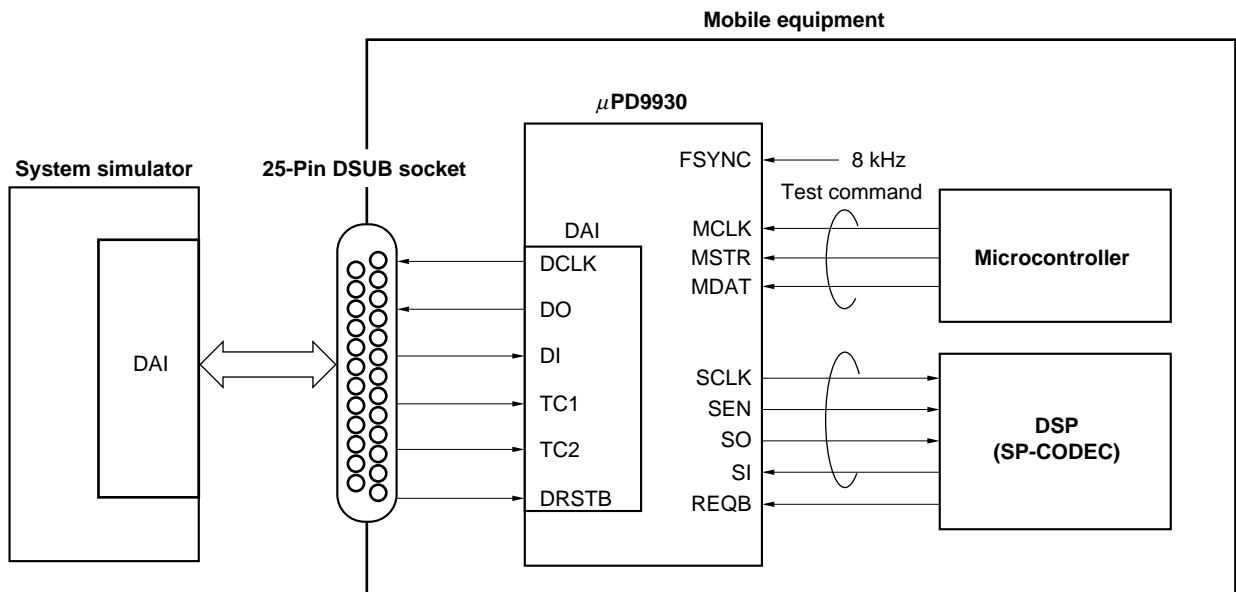 Mobile equipment
μPD9930
System simulator
25-Pin DSUB socket
FSYNC
8 kHz
Test command
DAI
MCLK
MSTR
MDAT
Microcontroller
DCLK
DO
DI
TC1
TC2
DRSTB
DAI
SCLK
SEN
SO
SI
REQB
DSP
(SP-CODEC)